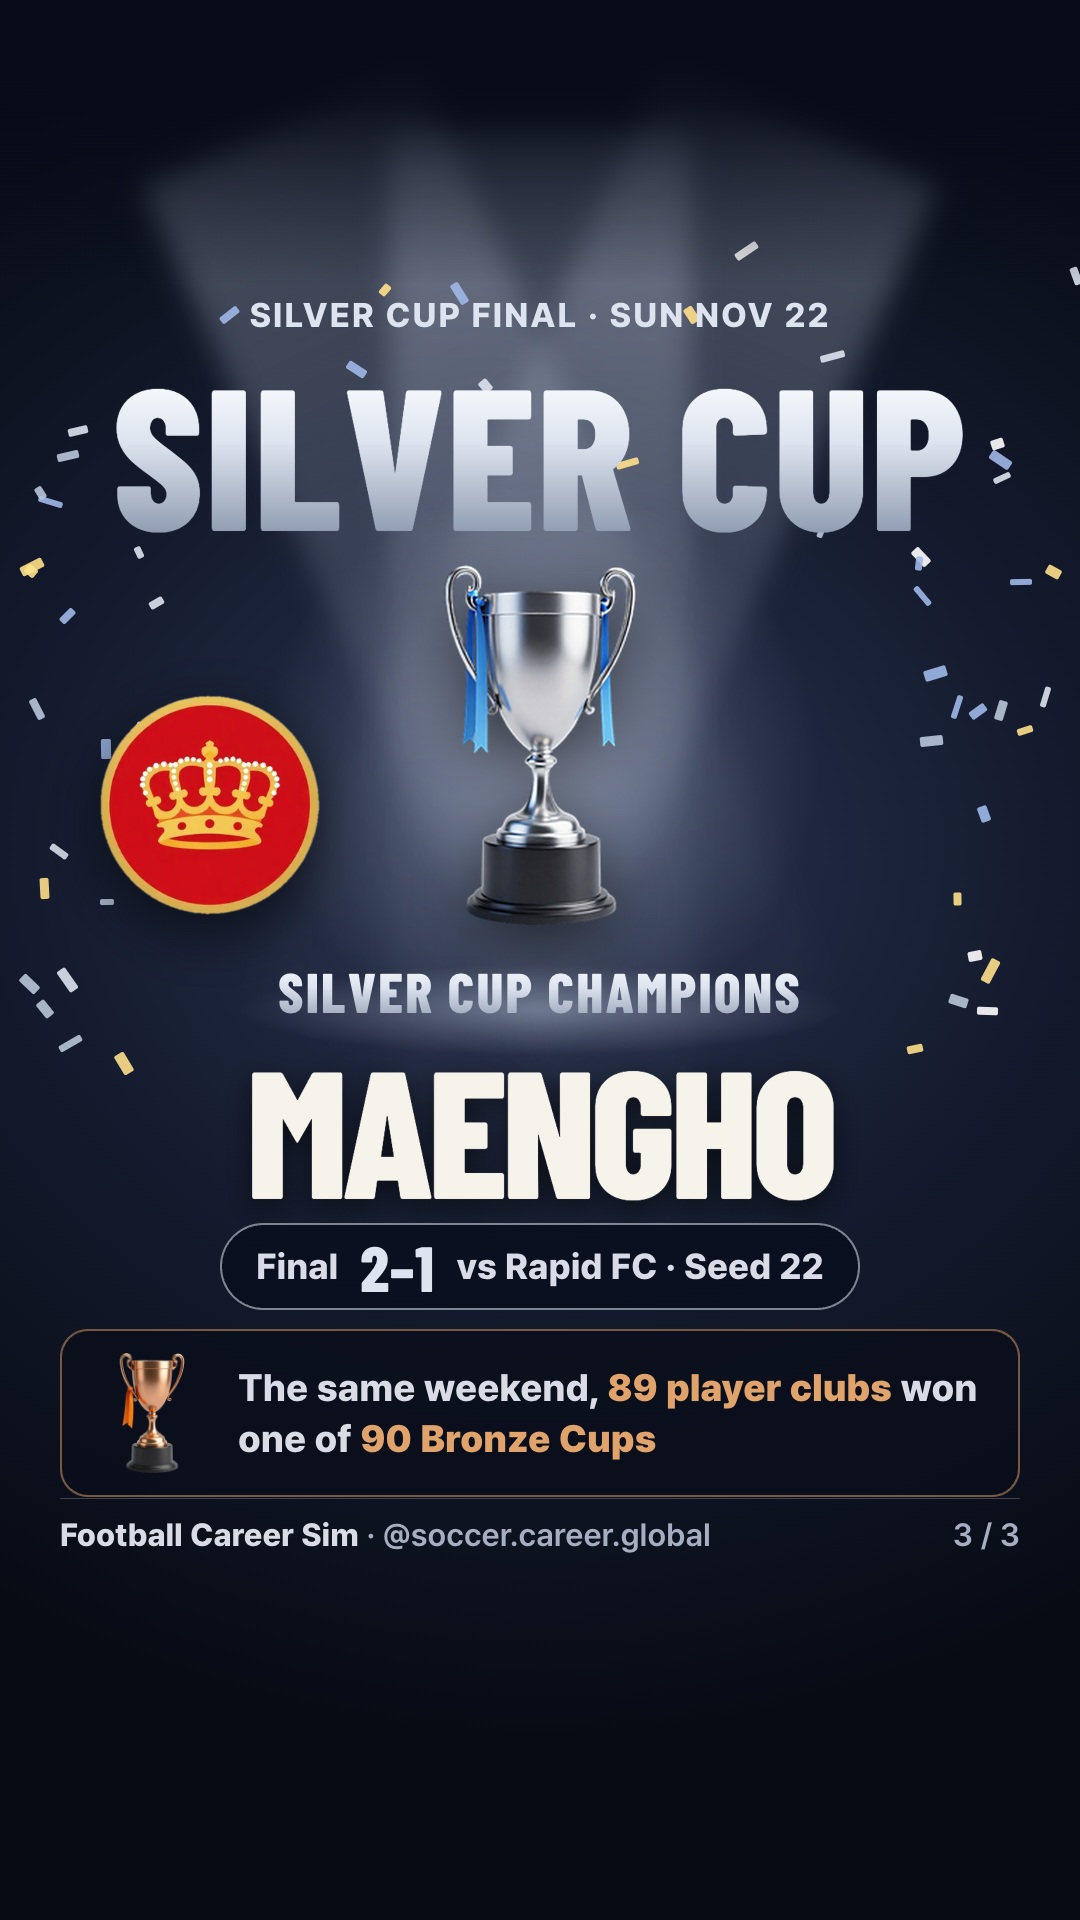 SILVER CUP FINAL · SUN NOV 22
SILVER CUP
SILVER CUP CHAMPIONS
MAENGHO
Final 2–1 vs Rapid FC · Seed 22
The same weekend, 89 player clubs won
one of 90 Bronze Cups
Football Career Sim · @soccer.career.global
3 / 3